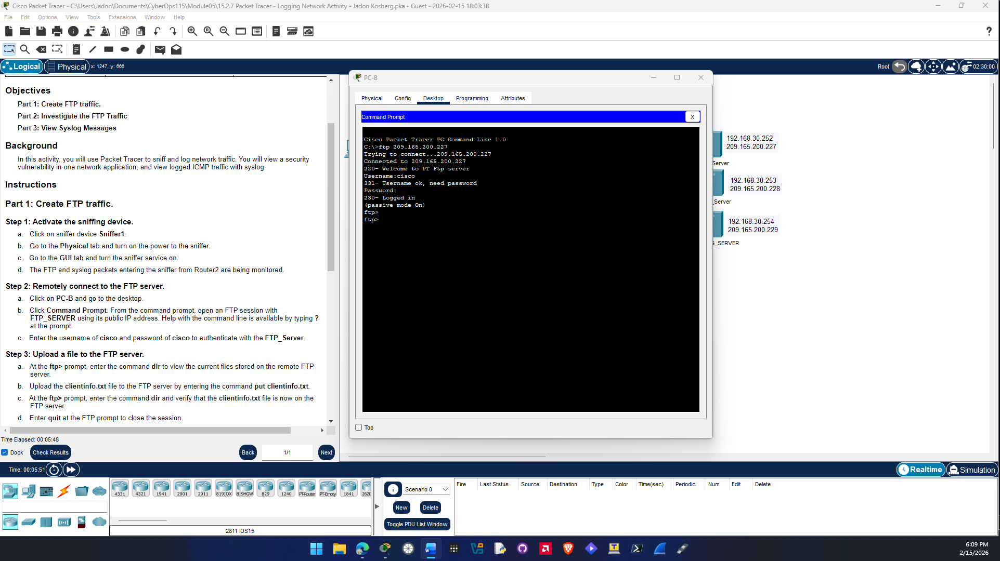 Cisco Packet Tracer - C:\Users\Jadon\Documents\CyberOps115\Module05\15.2.7 Packet Tracer - Logging Network Activity - Jadon Kosberg.pka - Guest - 2026-02-15 18:03:38
File Edit Options View Tools Extensions Window Help
?
Logical Physical x: 1247, y: 666
Root 02:30:00
Objectives
Part 1: Create FTP traffic.
Part 2: Investigate the FTP Traffic
Part 3: View Syslog Messages
Background
In this activity, you will use Packet Tracer to sniff and log network traffic. You will view a security
vulnerability in one network application, and view logged ICMP traffic with syslog.
Instructions
Part 1: Create FTP traffic.
Step 1: Activate the sniffing device.
a. Click on sniffer device Sniffer1.
b. Go to the Physical tab and turn on the power to the sniffer.
c. Go to the GUI tab and turn the sniffer service on.
d. The FTP and syslog packets entering the sniffer from Router2 are being monitored.
Step 2: Remotely connect to the FTP server.
a. Click on PC-B and go to the desktop.
b. Click Command Prompt. From the command prompt, open an FTP session with
FTP_SERVER using its public IP address. Help with the command line is available by typing ?
at the prompt.
c. Enter the username of cisco and password of cisco to authenticate with the FTP_Server.
Step 3: Upload a file to the FTP server.
a. At the ftp> prompt, enter the command dir to view the current files stored on the remote FTP
server.
b. Upload the clientinfo.txt file to the FTP server by entering the command put clientinfo.txt.
c. At the ftp> prompt, enter the command dir and verify that the clientinfo.txt file is now on the
FTP server.
d. Enter quit at the FTP prompt to close the session.
Time Elapsed: 00:05:48
Dock Check Results Back 1/1 Next
PC-B
Physical Config Desktop Programming Attributes
Command Prompt X
Cisco Packet Tracer PC Command Line 1.0
C:\>ftp 209.165.200.227
Trying to connect...209.165.200.227
Connected to 209.165.200.227
220- Welcome to PT Ftp server
Username:cisco
331- Username ok, need password
Password:
230- Logged in
(passive mode On)
ftp>
ftp>
Top
192.168.30.252
209.165.200.227
Server
192.168.30.253
209.165.200.228
_Server
192.168.30.254
209.165.200.229
G_SERVER
Time: 00:05:51
Realtime Simulation
4331 4321 1941 2901 2911 819IOX 819HGW 829 1240 PT-Router PT-Empty 1841 2620
2811 IOS15
Scenario 0
New Delete
Toggle PDU List Window
Fire Last Status Source Destination Type Color Time(sec) Periodic Num Edit Delete
6:09 PM
2/15/2026